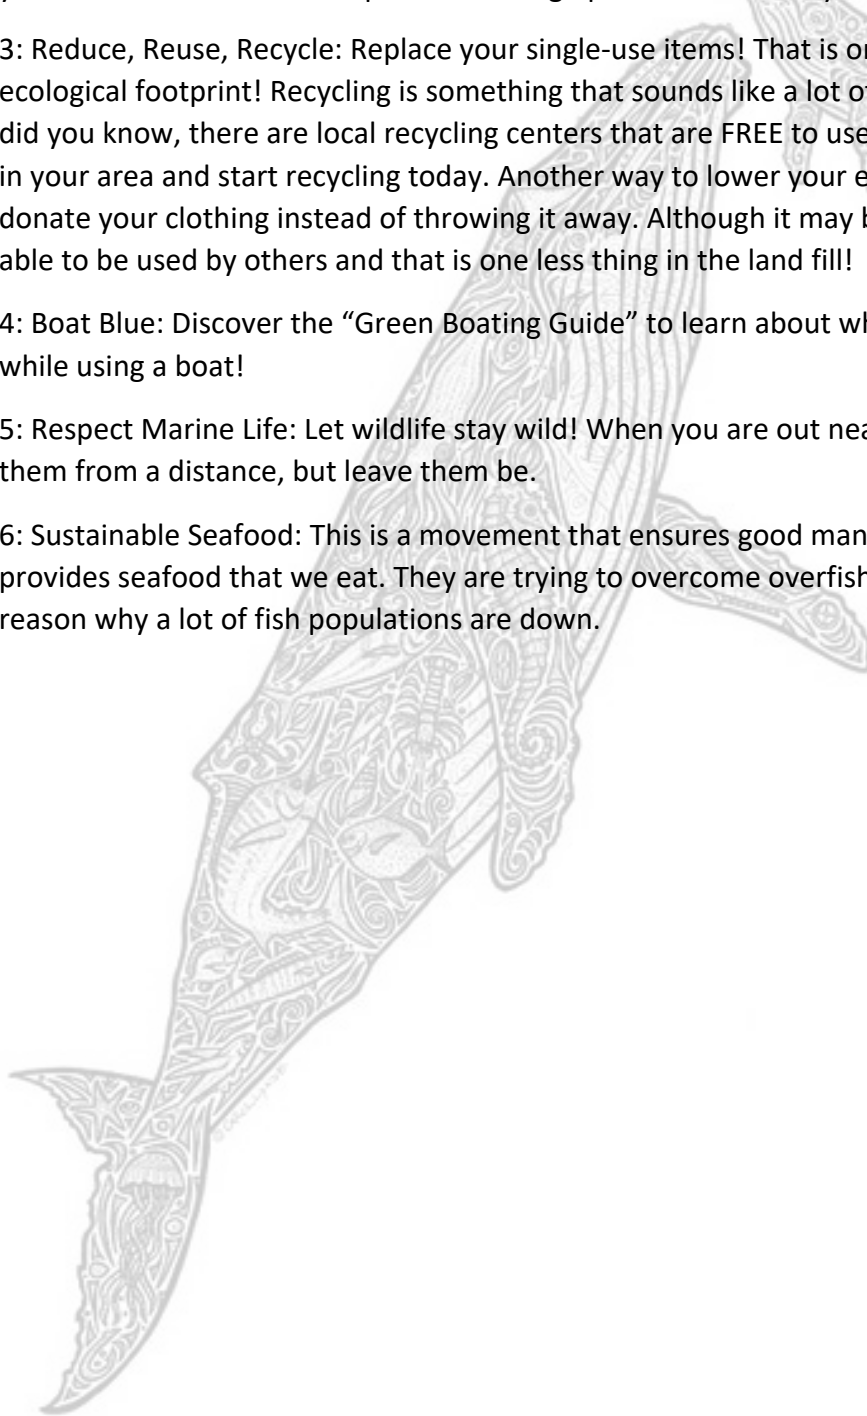 3: Reduce, Reuse, Recycle: Replace your single-use items! That is
ecological footprint! Recycling is something that sounds like a lot
did you know, there are local recycling centers that are FREE to use
in your area and start recycling today. Another way to lower your
donate your clothing instead of throwing it away. Although it may
able to be used by others and that is one less thing in the land fill!
4: Boat Blue: Discover the “Green Boating Guide” to learn about
while using a boat!
5: Respect Marine Life: Let wildlife stay wild! When you are out
them from a distance, but leave them be.
6: Sustainable Seafood: This is a movement that ensures good
provides seafood that we eat. They are trying to overcome
reason why a lot of fish populations are down.